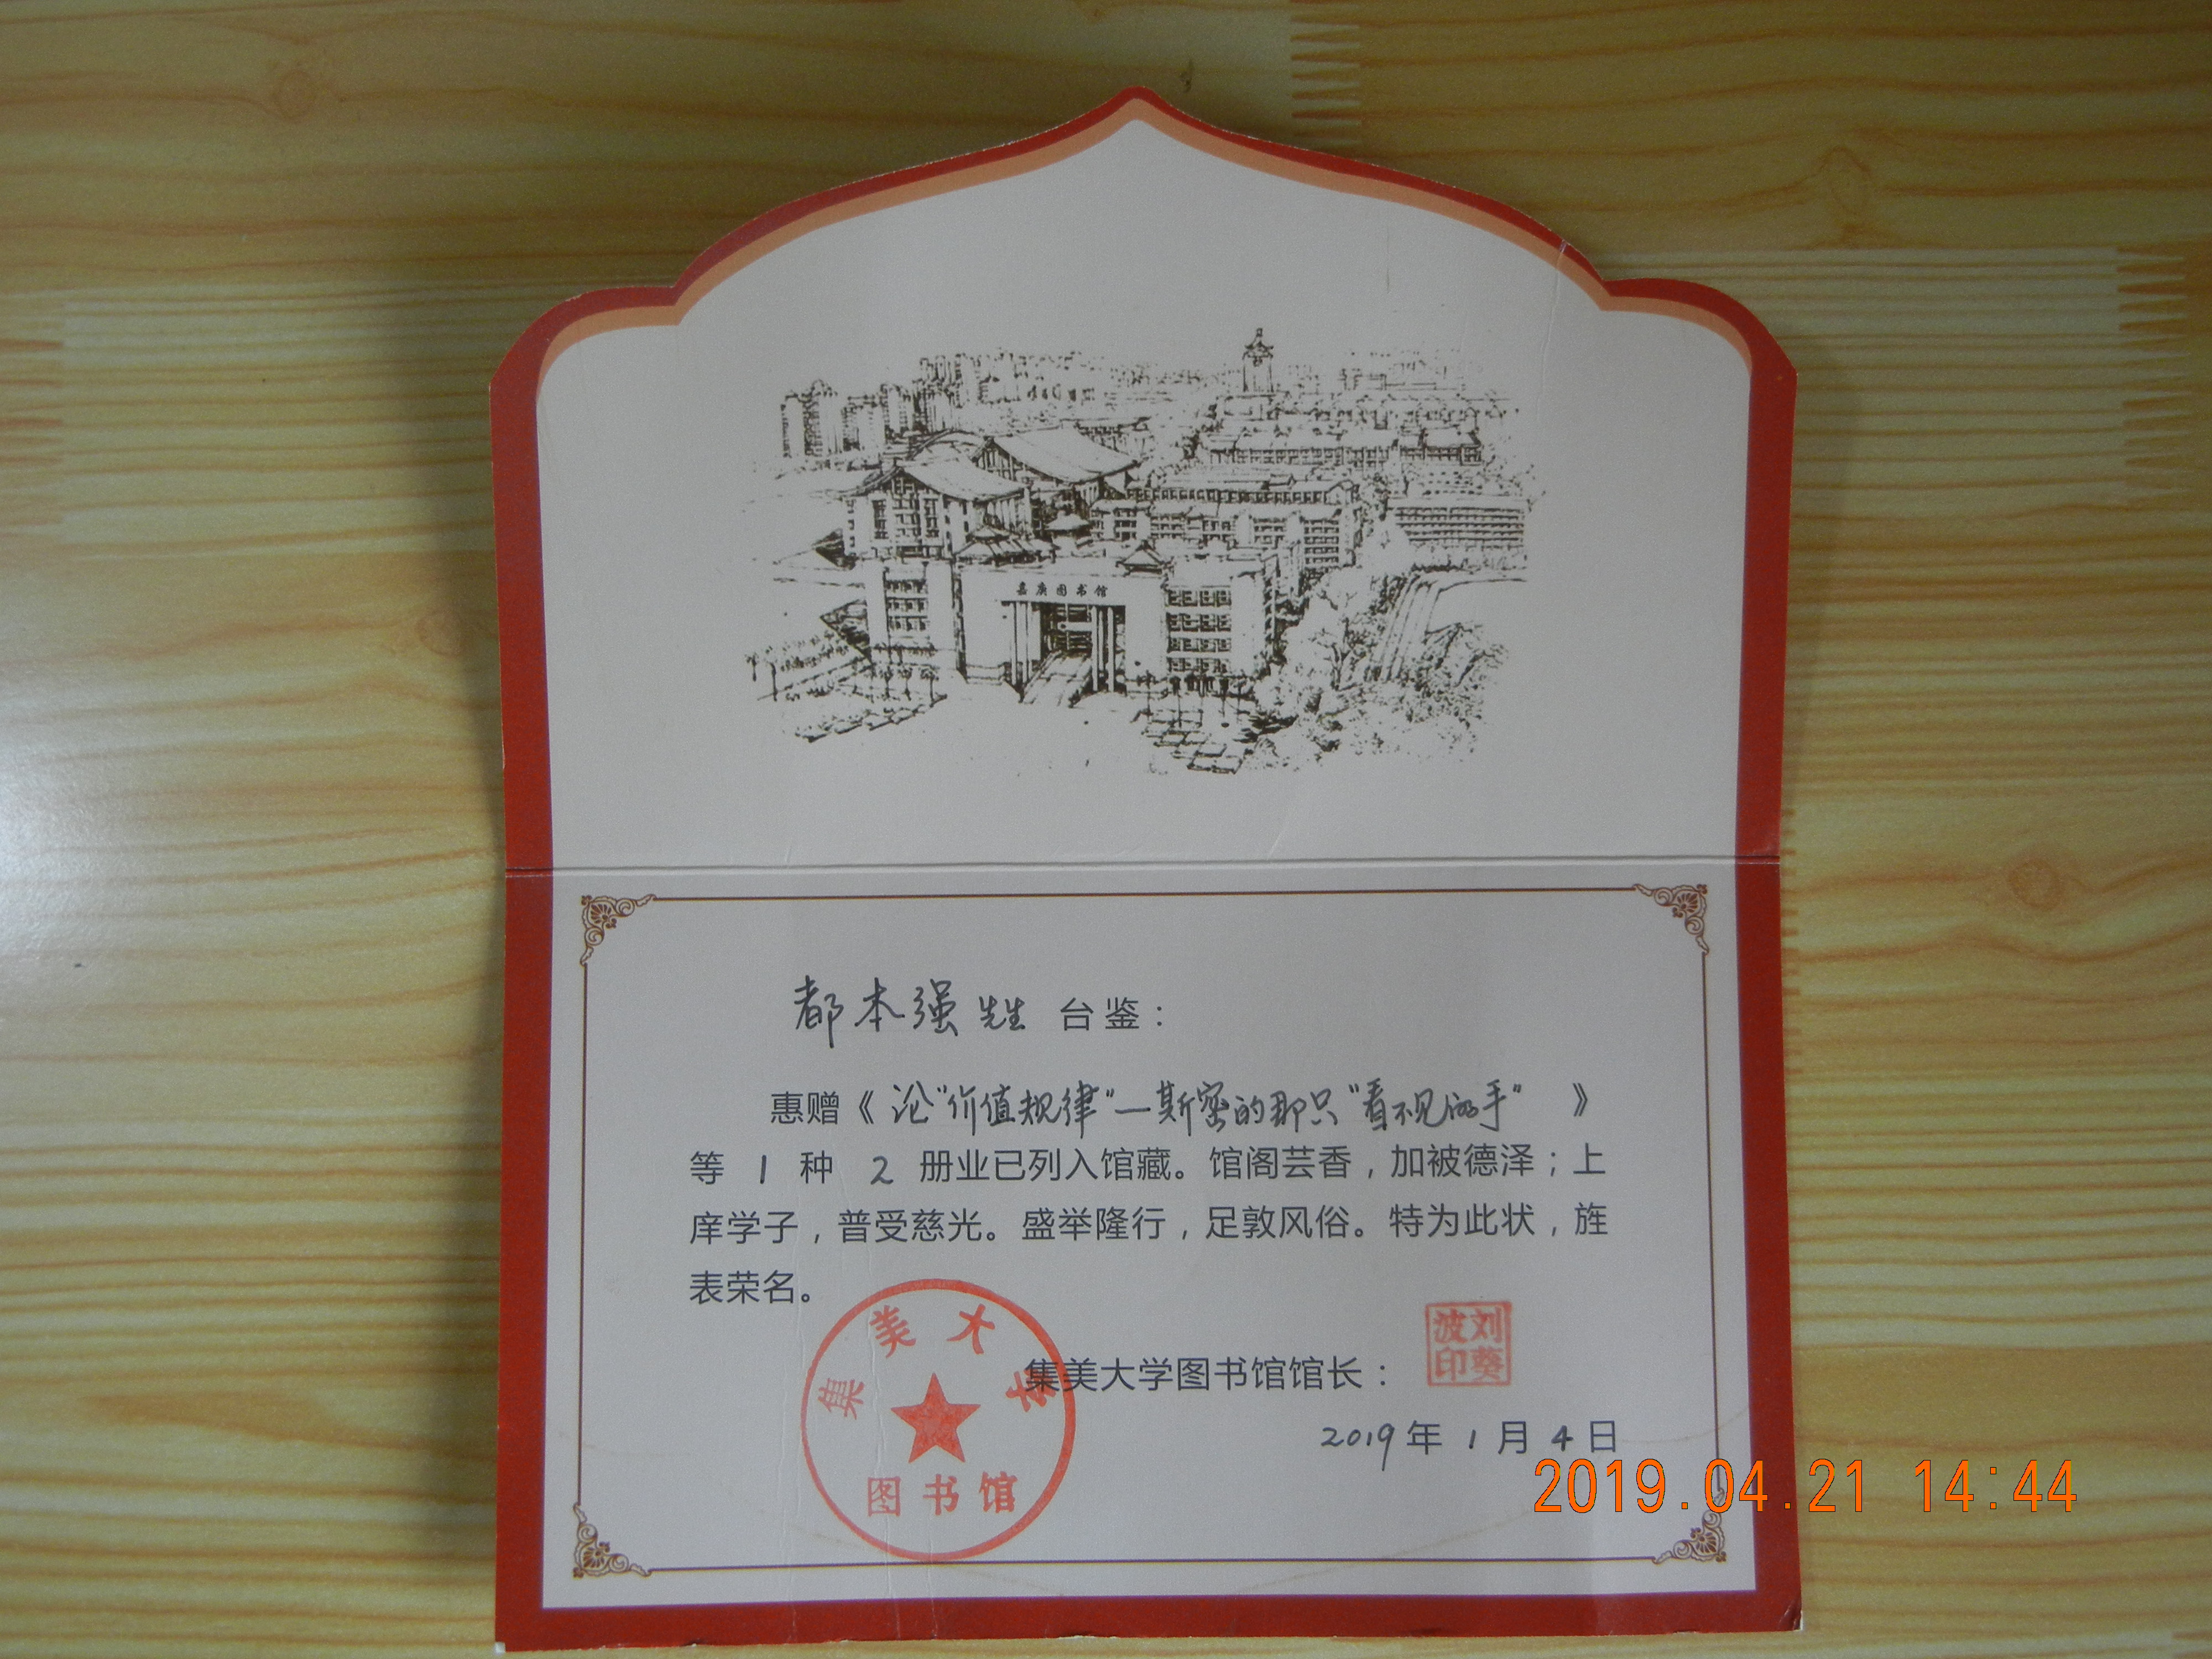 嘉庚图书馆
都本强先生 台鉴：
惠赠《论“价值规律”—斯密的那只“看不见的手”》
等 1 种 2 册业已列入馆藏。馆阁芸香，加被德泽；上
庠学子，普受慈光。盛举隆行，足敦风俗。特为此状，旌
表荣名。
集美大学
图书馆
集美大学图书馆馆长：
刘葵波印
2019年1月4日
2019.04.21 14:44